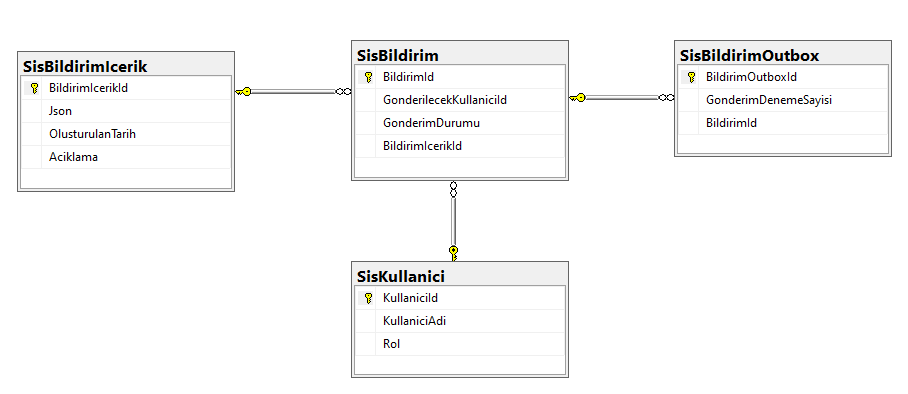 SisBildirimIcerik
BildirimIcerikId
Json
OlusturulanTarih
Aciklama
SisBildirim
BildirimId
GonderilecekKullaniciId
GonderimDurumu
BildirimIcerikId
SisBildirimOutbox
BildirimOutboxId
GonderimDenemeSayisi
BildirimId
SisKullanici
KullaniciId
KullaniciAdi
Rol